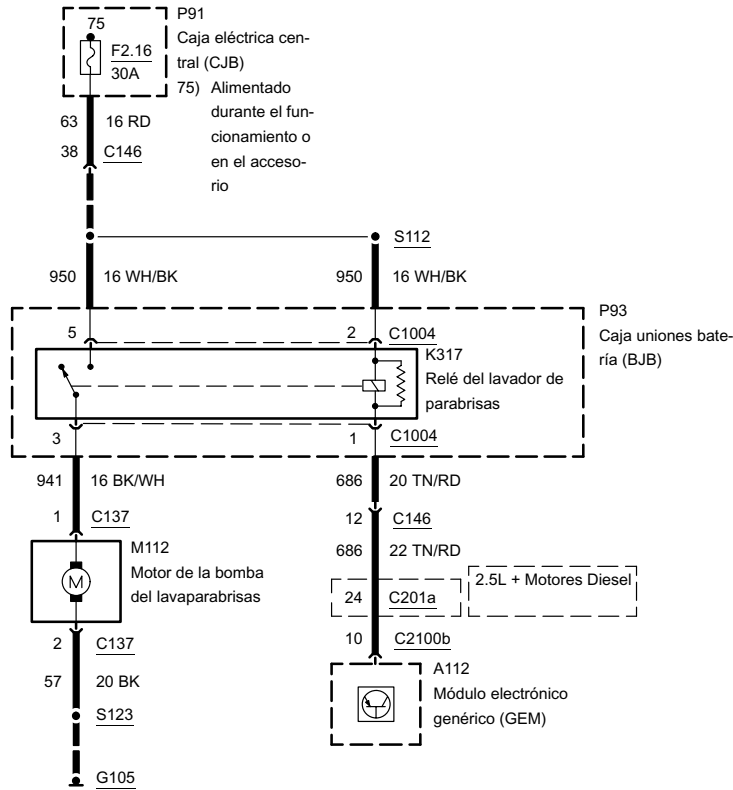 75
F2.16
30A
P91
Caja eléctrica cen-
tral (CJB)
75) Alimentado
durante el fun-
cionamiento o
en el acceso-
rio
63 16 RD
38 C146
S112
950 16 WH/BK
950 16 WH/BK
P93
Caja uniones bate-
ría (BJB)
5
2 C1004
K317
Relé del lavador de
parabrisas
3
1 C1004
941 16 BK/WH
686 20 TN/RD
1 C137
12 C146
M112
Motor de la bomba
del lavaparabrisas
M
686 22 TN/RD
2.5L + Motores Diesel
24 C201a
2 C137
10 C2100b
57 20 BK
A112
Módulo electrónico
genérico (GEM)
S123
G105